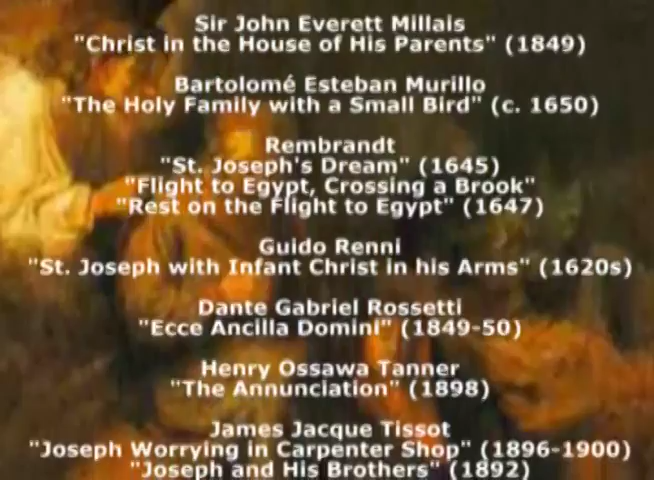 Sir John Everett Millais
"Christ in the House of His Parents" (1849)
Bartolomé Esteban Murillo
"The Holy Family with a Small Bird" (c. 1650)
Rembrandt
"St. Joseph's Dream" (1645)
"Flight to Egypt, Crossing a Brook"
"Rest on the Flight to Egypt" (1647)
Guido Renni
"St. Joseph with Infant Christ in his Arms" (1620s)
Dante Gabriel Rossetti
"Ecce Ancilla Domini" (1849-50)
Henry Ossawa Tanner
"The Annunciation" (1898)
James Jacque Tissot
"Joseph Worrying in Carpenter Shop" (1896-1900)
"Joseph and His Brothers" (1892)